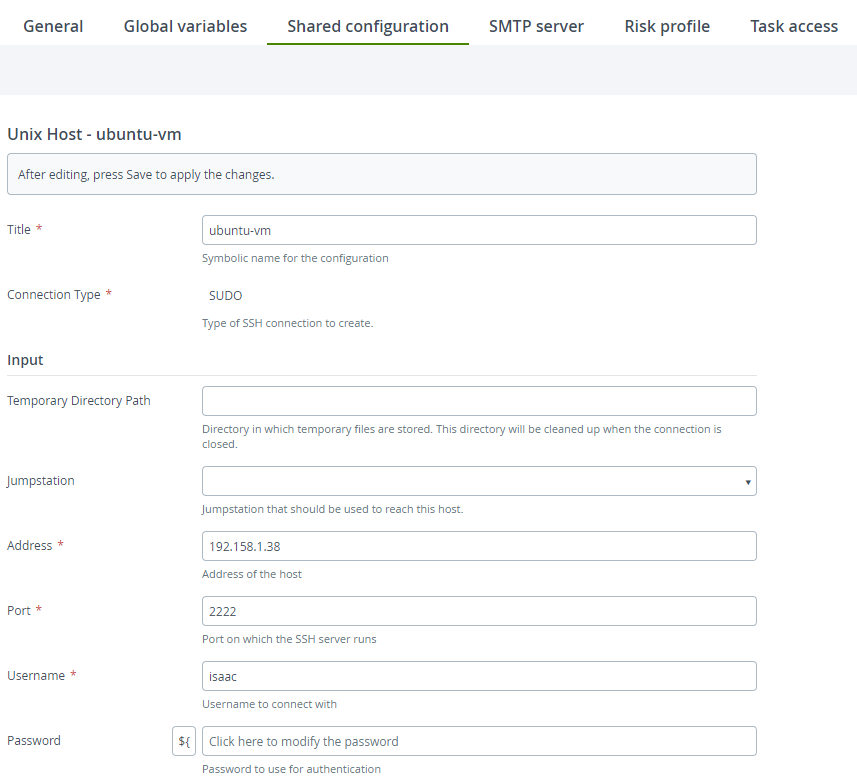 General Global variables Shared configuration SMTP server Risk profile Task access
Unix Host - ubuntu-vm
After editing, press Save to apply the changes.
Title * ubuntu-vm
Symbolic name for the configuration
Connection Type * SUDO
Type of SSH connection to create.
Input
Temporary Directory Path
Directory in which temporary files are stored. This directory will be cleaned up when the connection is
closed.
Jumpstation
Jumpstation that should be used to reach this host.
Address * 192.158.1.38
Address of the host
Port * 2222
Port on which the SSH server runs
Username * isaac
Username to connect with
Password ${ Click here to modify the password
Password to use for authentication